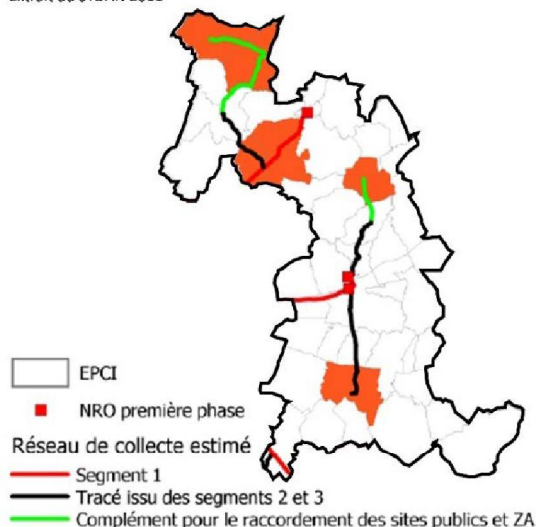 EPCI
NRO première phase
Réseau de collecte estimé
Segment 1
Tracé issu des segments 2 et 3
Complément pour le raccordement des sites publics et ZA